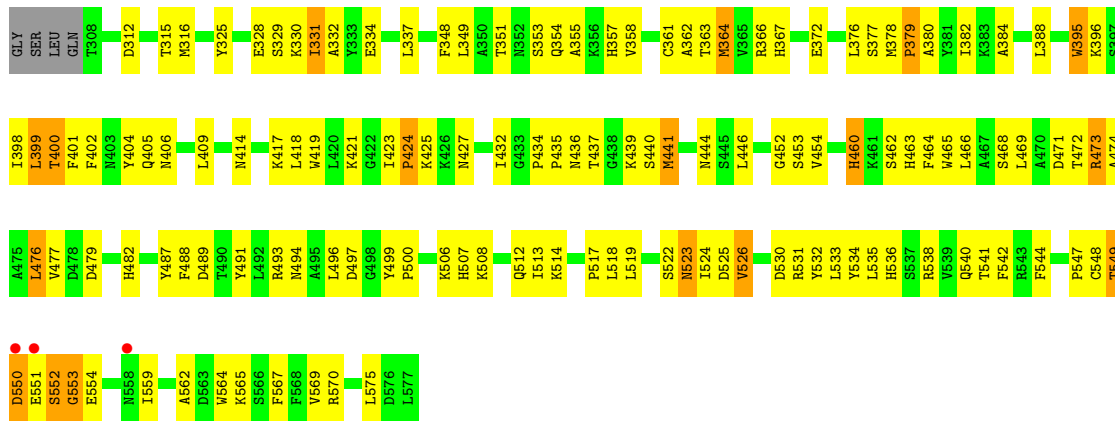 GLY SER LEU GLN T308 D312 T315 M316 Y325 E328 S329 K330 I331 A332 Y333 E334 L337 F348 L349 A350 T351 N352 S353 Q354 A355 K356 H357 V358 C361 A362 T363 M364 V365 R366 H367 E372 L376 S377 M378 P379 A380 Y381 I382 K383 A384 L388 W395 K396 S397
I398 L399 T400 F401 F402 N403 Y404 Q405 N406 L409 N414 K417 L418 W419 L420 K421 G422 I423 P424 K425 K426 N427 I432 G433 P434 P435 N436 T437 G438 K439 S440 M441 N444 S445 L446 G452 S453 V454 H460 K461 S462 H463 F464 W465 L466 A467 S468 L469 A470 D471 T472 R473 A474
A475 L476 V477 D478 D479 H482 Y487 F488 D489 T490 Y491 L492 R493 N494 A495 L496 D497 G498 Y499 P500 K506 H507 K508 Q512 I513 K514 P517 L518 L519 S522 N523 I524 D525 V526 D530 R531 Y532 L533 Y534 L535 H536 S537 R538 V539 Q540 T541 F542 R543 F544 P547 C548 T549
D550 E551 S552 G553 E554 N558 I559 A562 D563 W564 K565 S566 F567 F568 V569 R570 L575 D576 L577